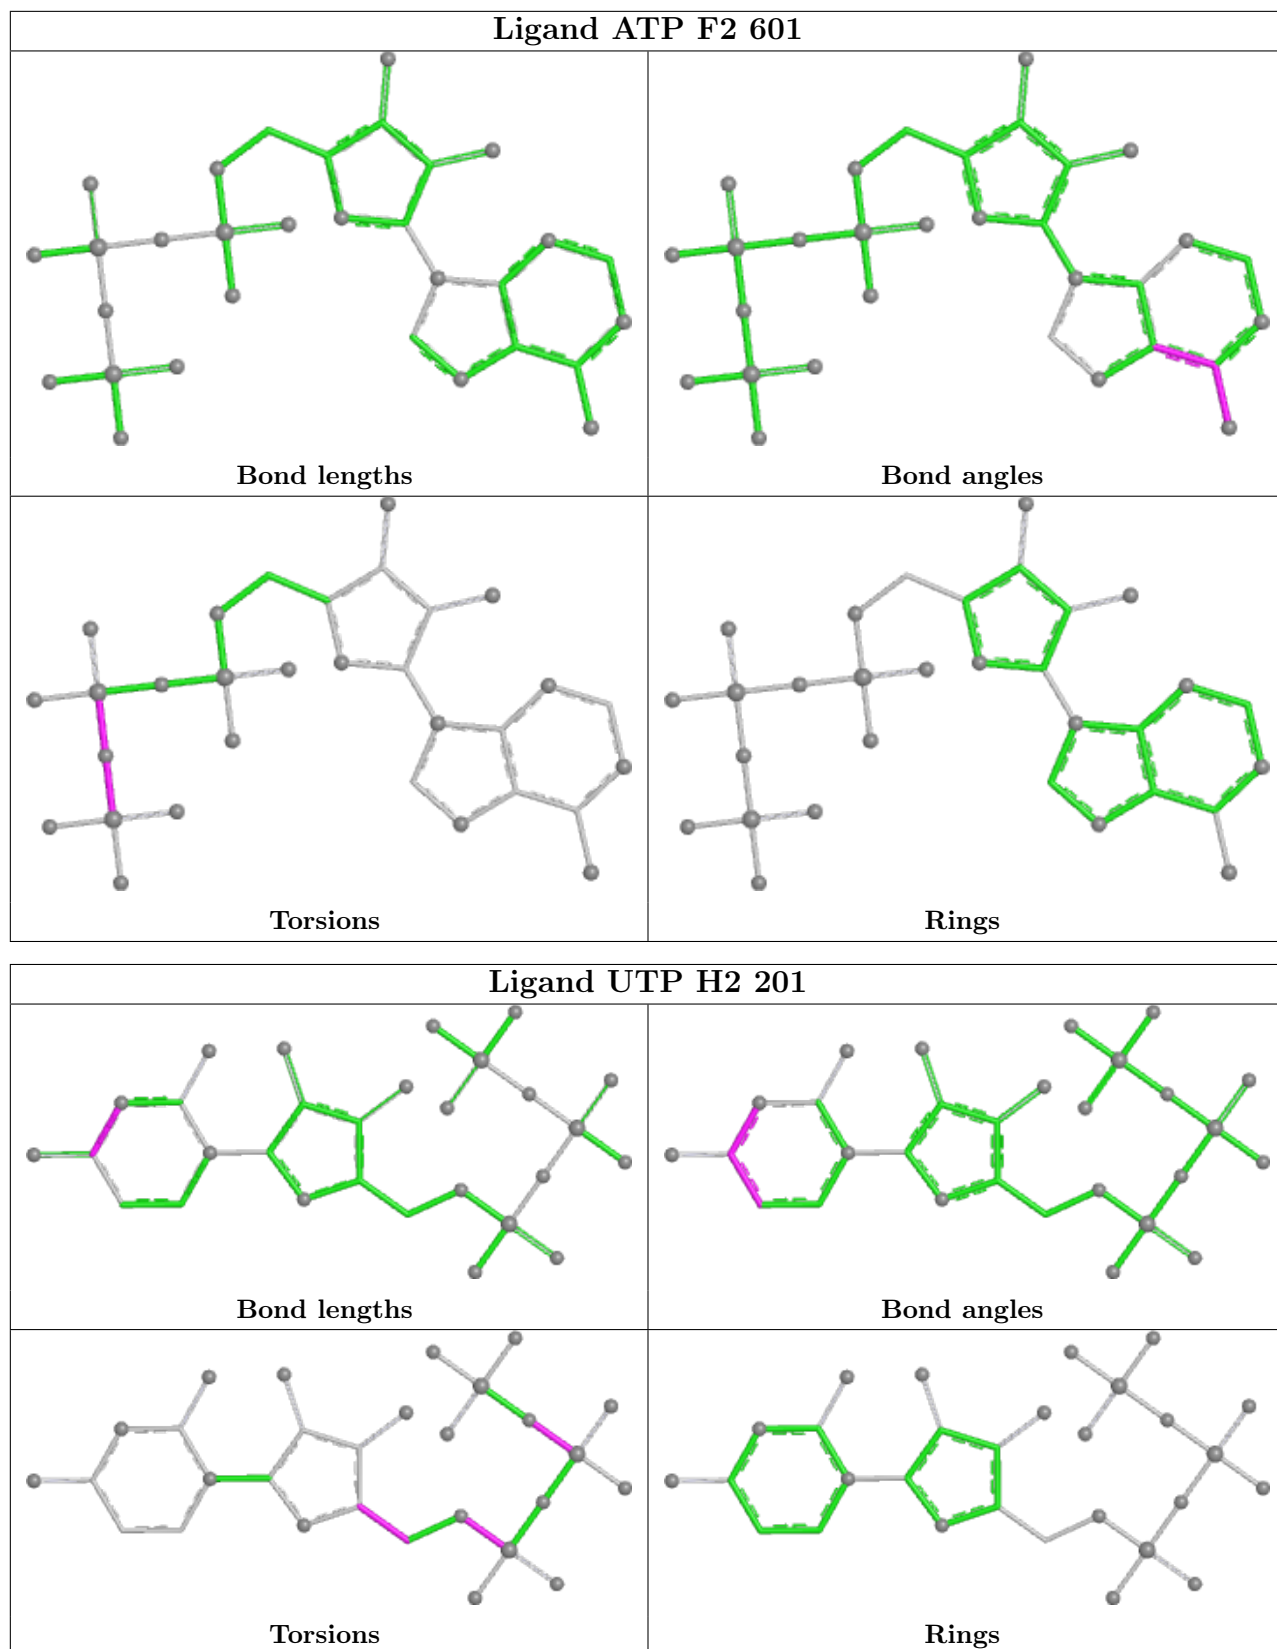 Ligand ATP F2 601
Bond lengths
Bond angles
Torsions
Rings
Ligand UTP H2 201
Bond lengths
Bond angles
Torsions
Rings